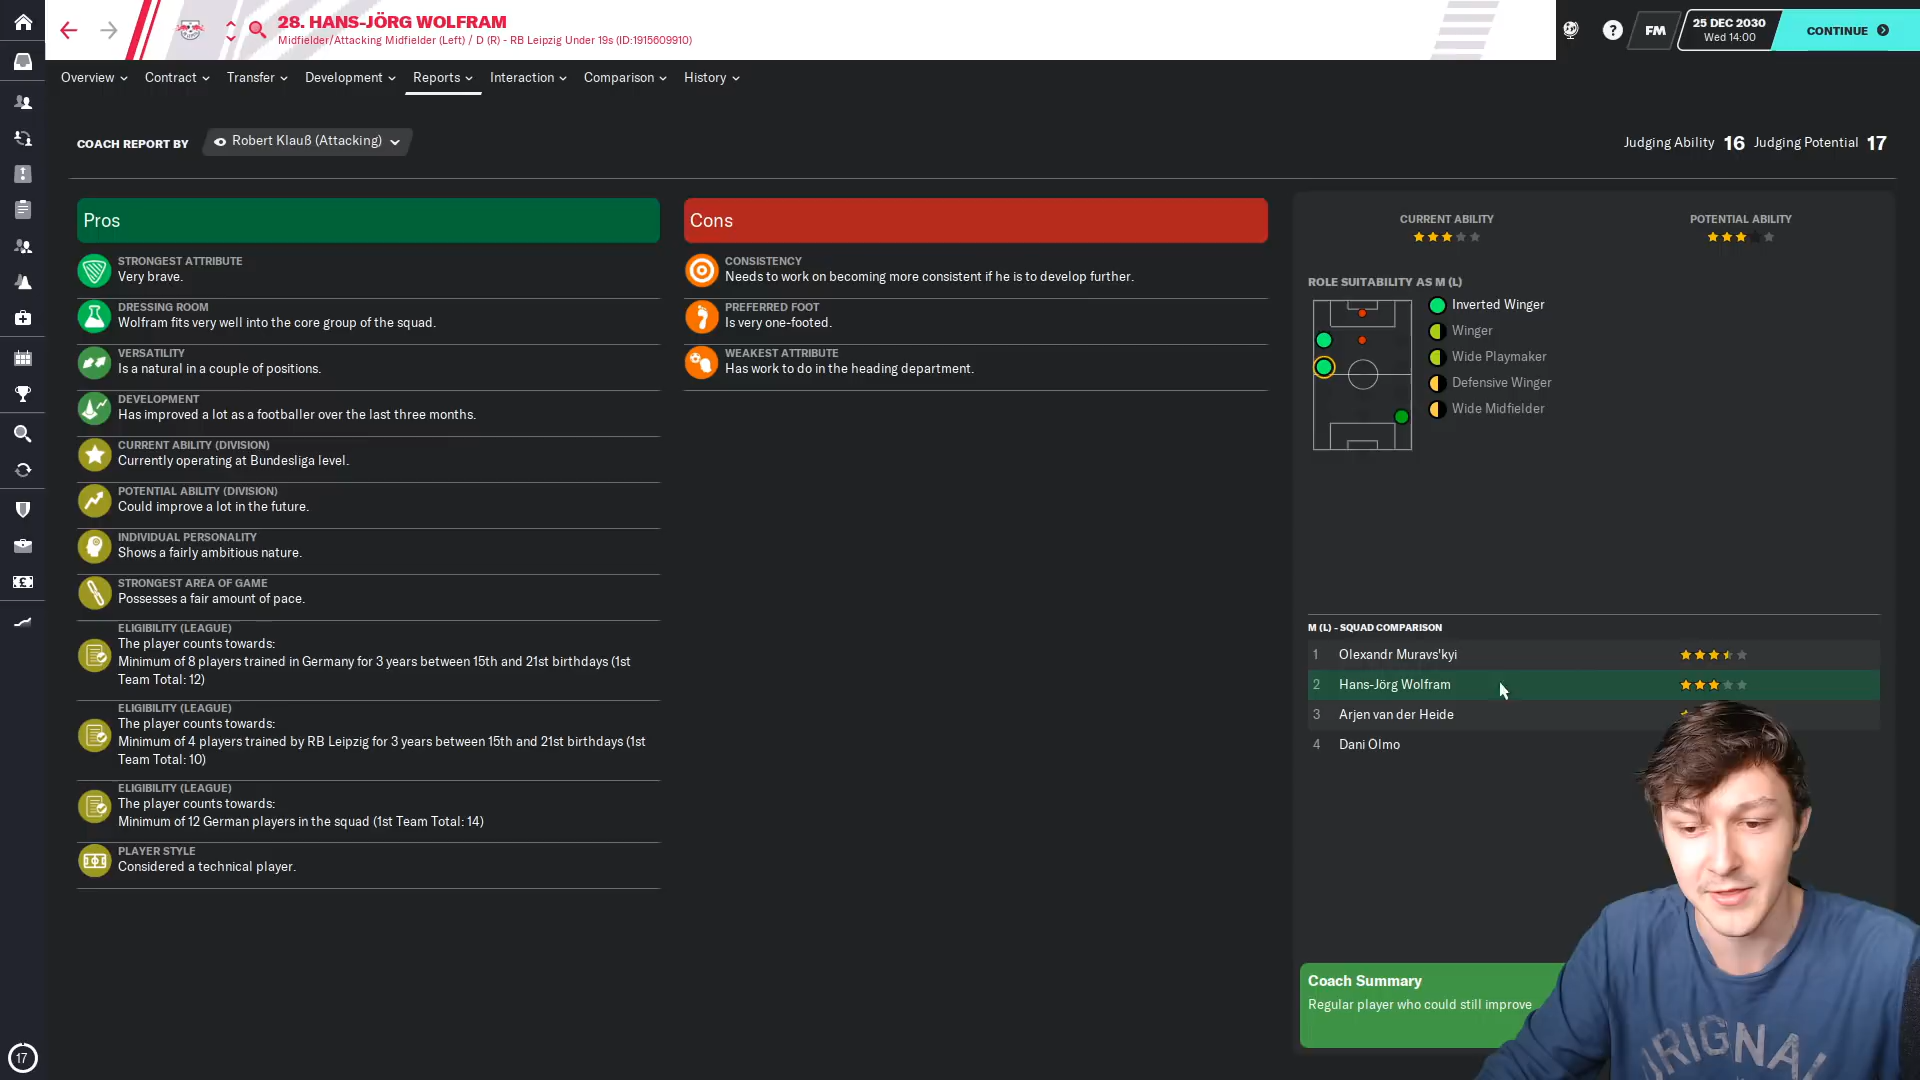 28. HANS-JÖRG WOLFRAM
Midfielder/Attacking Midfielder (Left) / D (R) - RB Leipzig Under 19s (ID:1915609910)
?
FM
25 DEC 2030
Wed 14:00
CONTINUE
Overview
Contract
Transfer
Development
Reports
Interaction
Comparison
History
COACH REPORT BY
Robert Klauß (Attacking)
Judging Ability 16 Judging Potential 17
Pros
STRONGEST ATTRIBUTE
Very brave.
DRESSING ROOM
Wolfram fits very well into the core group of the squad.
VERSATILITY
Is a natural in a couple of positions.
DEVELOPMENT
Has improved a lot as a footballer over the last three months.
CURRENT ABILITY (DIVISION)
Currently operating at Bundesliga level.
POTENTIAL ABILITY (DIVISION)
Could improve a lot in the future.
INDIVIDUAL PERSONALITY
Shows a fairly ambitious nature.
STRONGEST AREA OF GAME
Possesses a fair amount of pace.
ELIGIBILITY (LEAGUE)
The player counts towards:
Minimum of 8 players trained in Germany for 3 years between 15th and 21st birthdays (1st
Team Total: 12)
ELIGIBILITY (LEAGUE)
The player counts towards:
Minimum of 4 players trained by RB Leipzig for 3 years between 15th and 21st birthdays (1st
Team Total: 10)
ELIGIBILITY (LEAGUE)
The player counts towards:
Minimum of 12 German players in the squad (1st Team Total: 14)
PLAYER STYLE
Considered a technical player.
Cons
CONSISTENCY
Needs to work on becoming more consistent if he is to develop further.
PREFERRED FOOT
Is very one-footed.
WEAKEST ATTRIBUTE
Has work to do in the heading department.
CURRENT ABILITY
POTENTIAL ABILITY
ROLE SUITABILITY AS M (L)
Inverted Winger
Winger
Wide Playmaker
Defensive Winger
Wide Midfielder
M (L) - SQUAD COMPARISON
1 Olexandr Muravs'kyi
2 Hans-Jörg Wolfram
3 Arjen van der Heide
4 Dani Olmo
Coach Summary
Regular player who could still improve
17